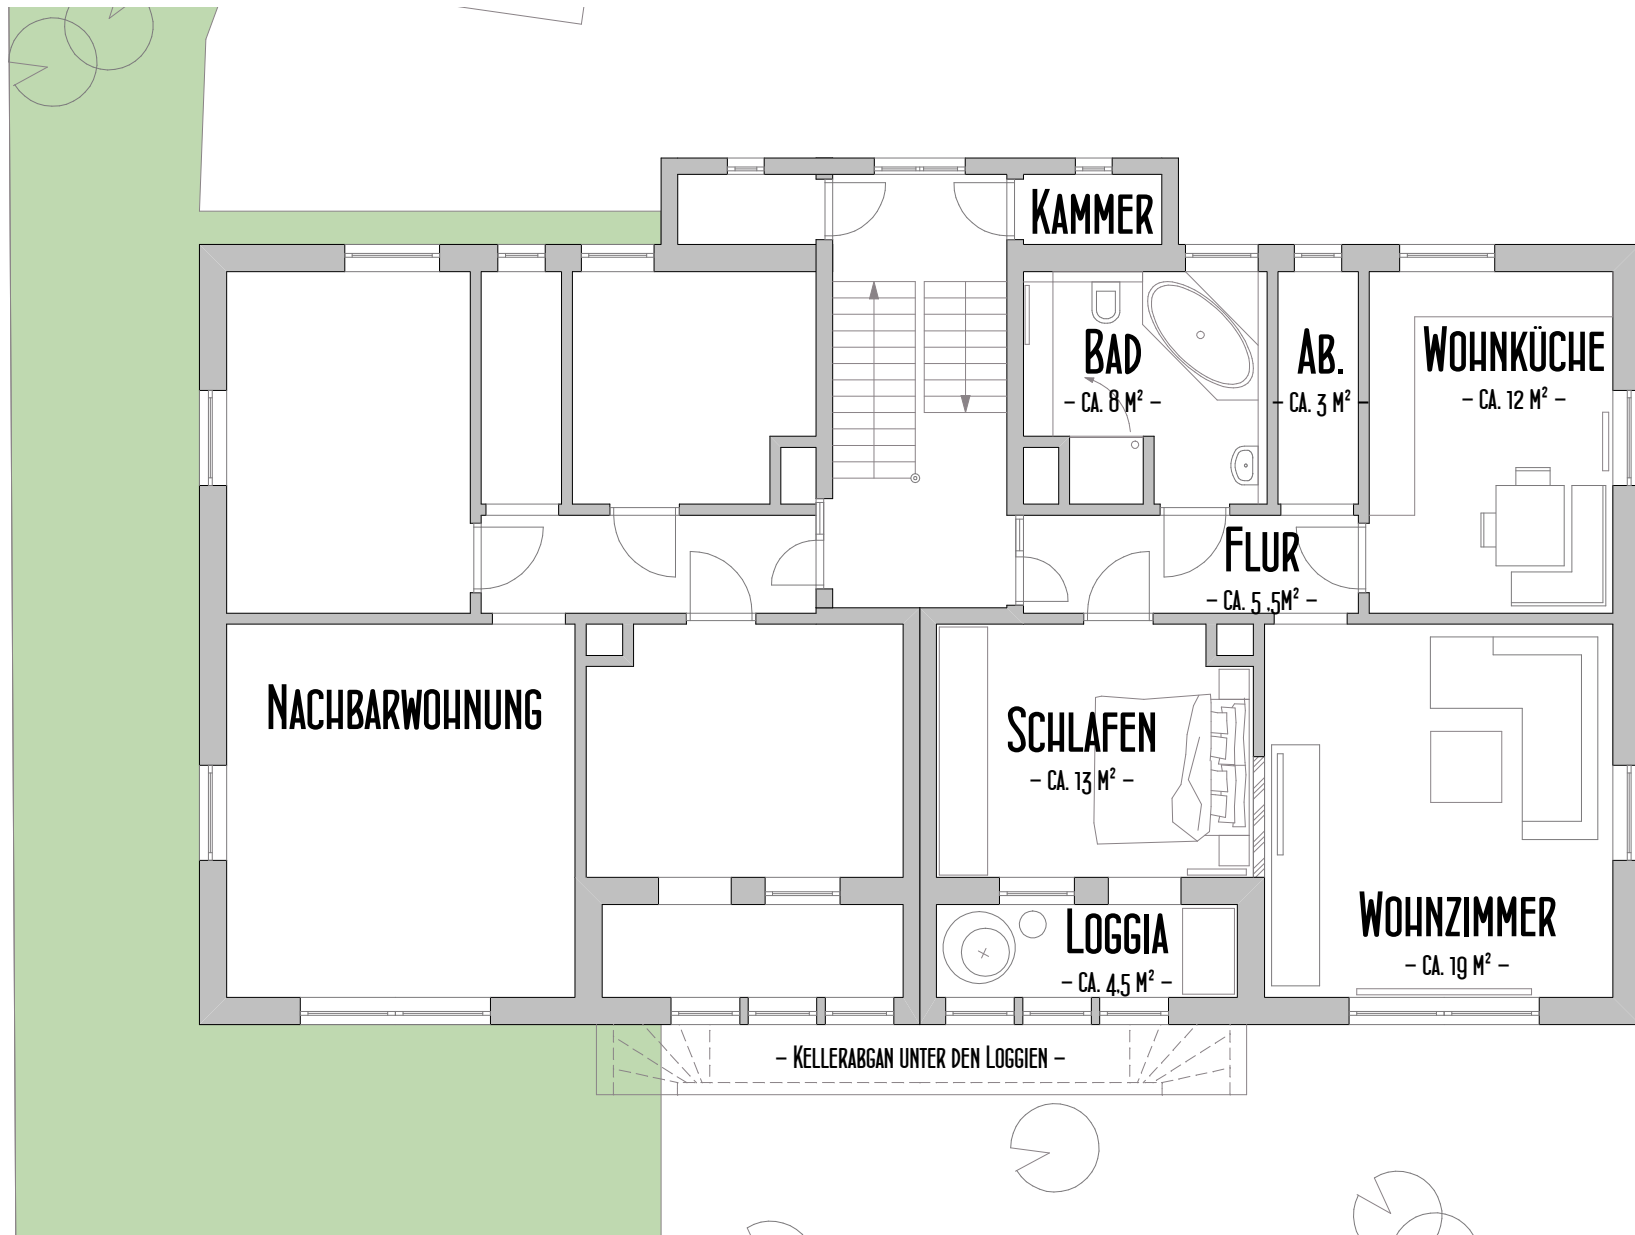 Kammer
Bad
– ca. 8 m² –
Ab.
– ca. 3 m² –
Wohnküche
– ca. 12 m² –
Flur
– ca. 5,5m² –
Nachbarwohnung
Schlafen
– ca. 13 m² –
Loggia
– ca. 4,5 m² –
Wohnzimmer
– ca. 19 m² –
– Kellerabgan unter den Loggien –